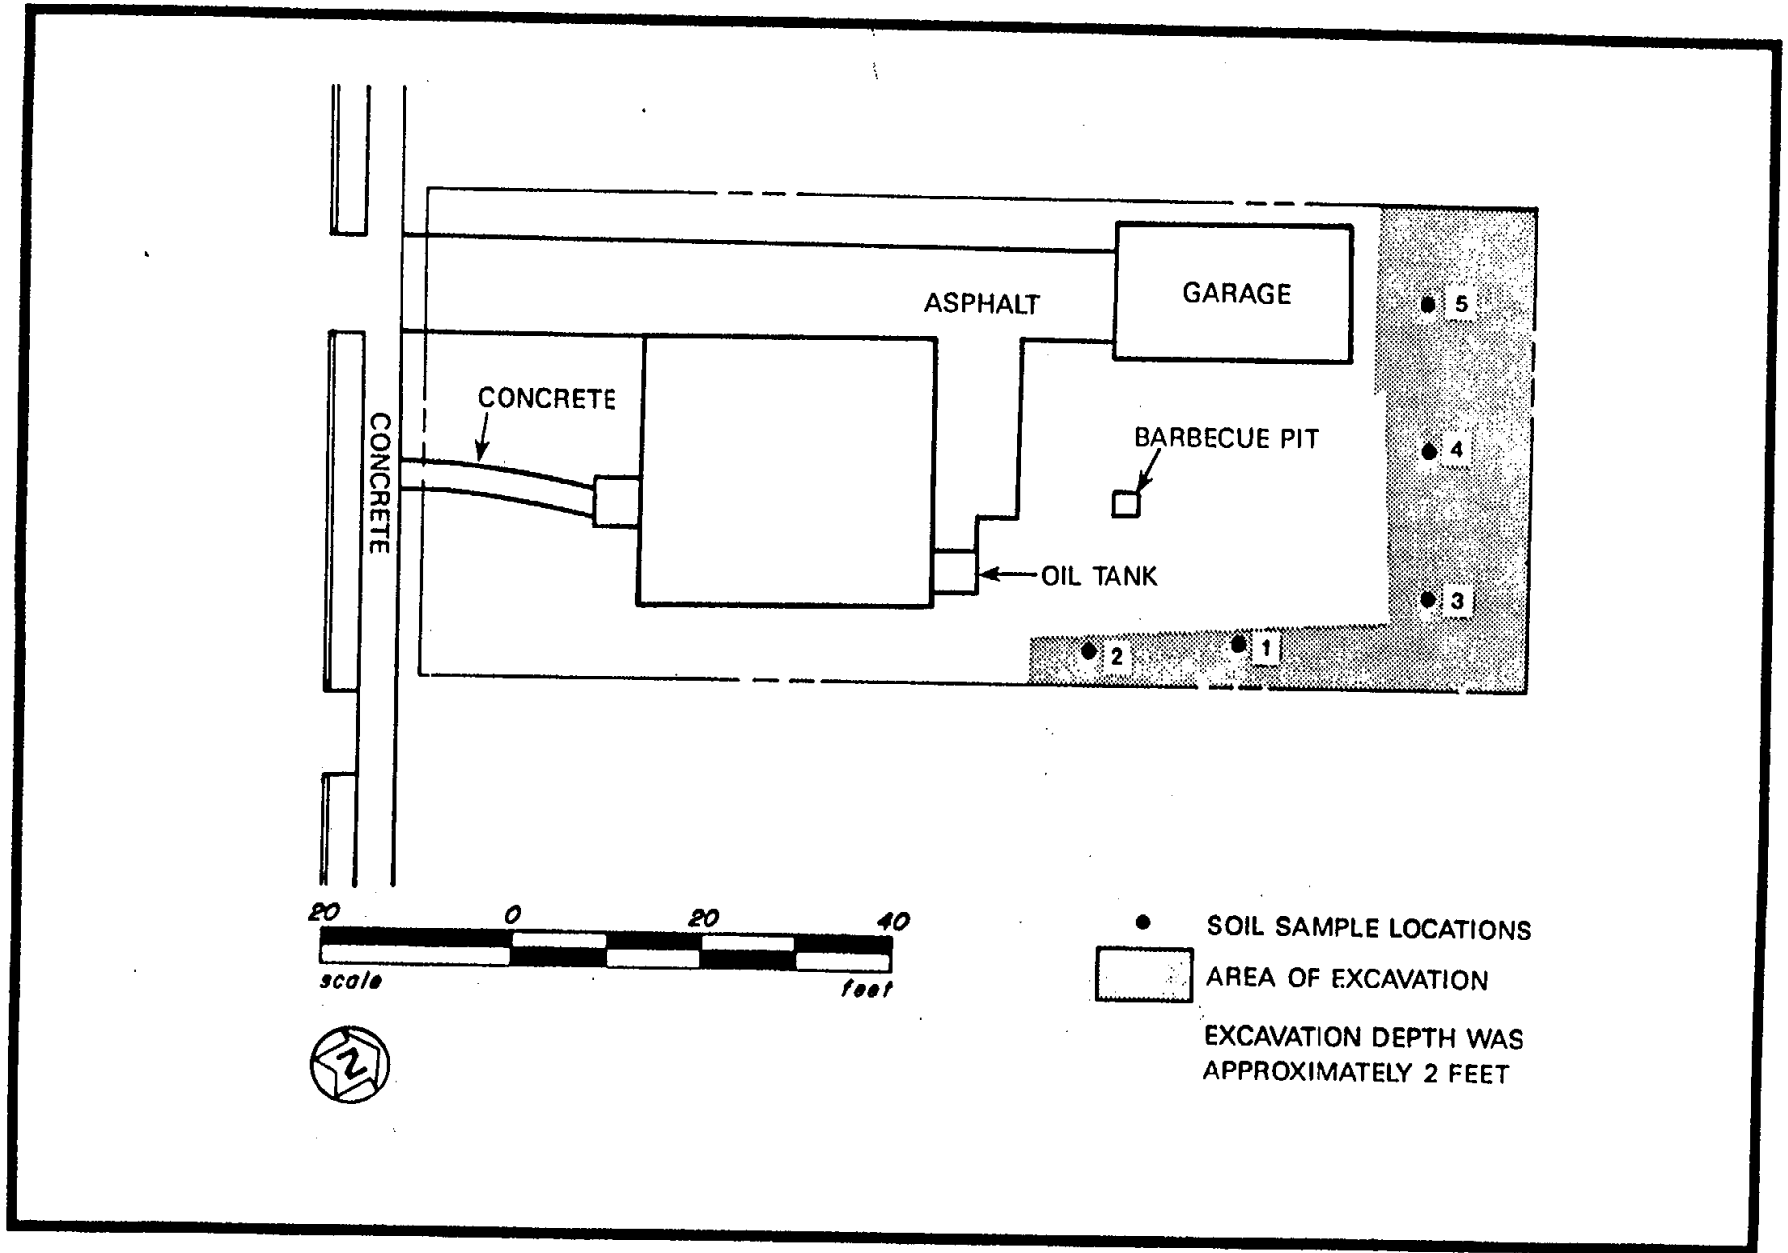 GARAGE
5
ASPHALT
CONCRETE
CONCRETE
BARBECUE PIT
4
OIL TANK
3
2
1
20 0 20 40
scale feet
SOIL SAMPLE LOCATIONS
AREA OF EXCAVATION
EXCAVATION DEPTH WAS
APPROXIMATELY 2 FEET
N